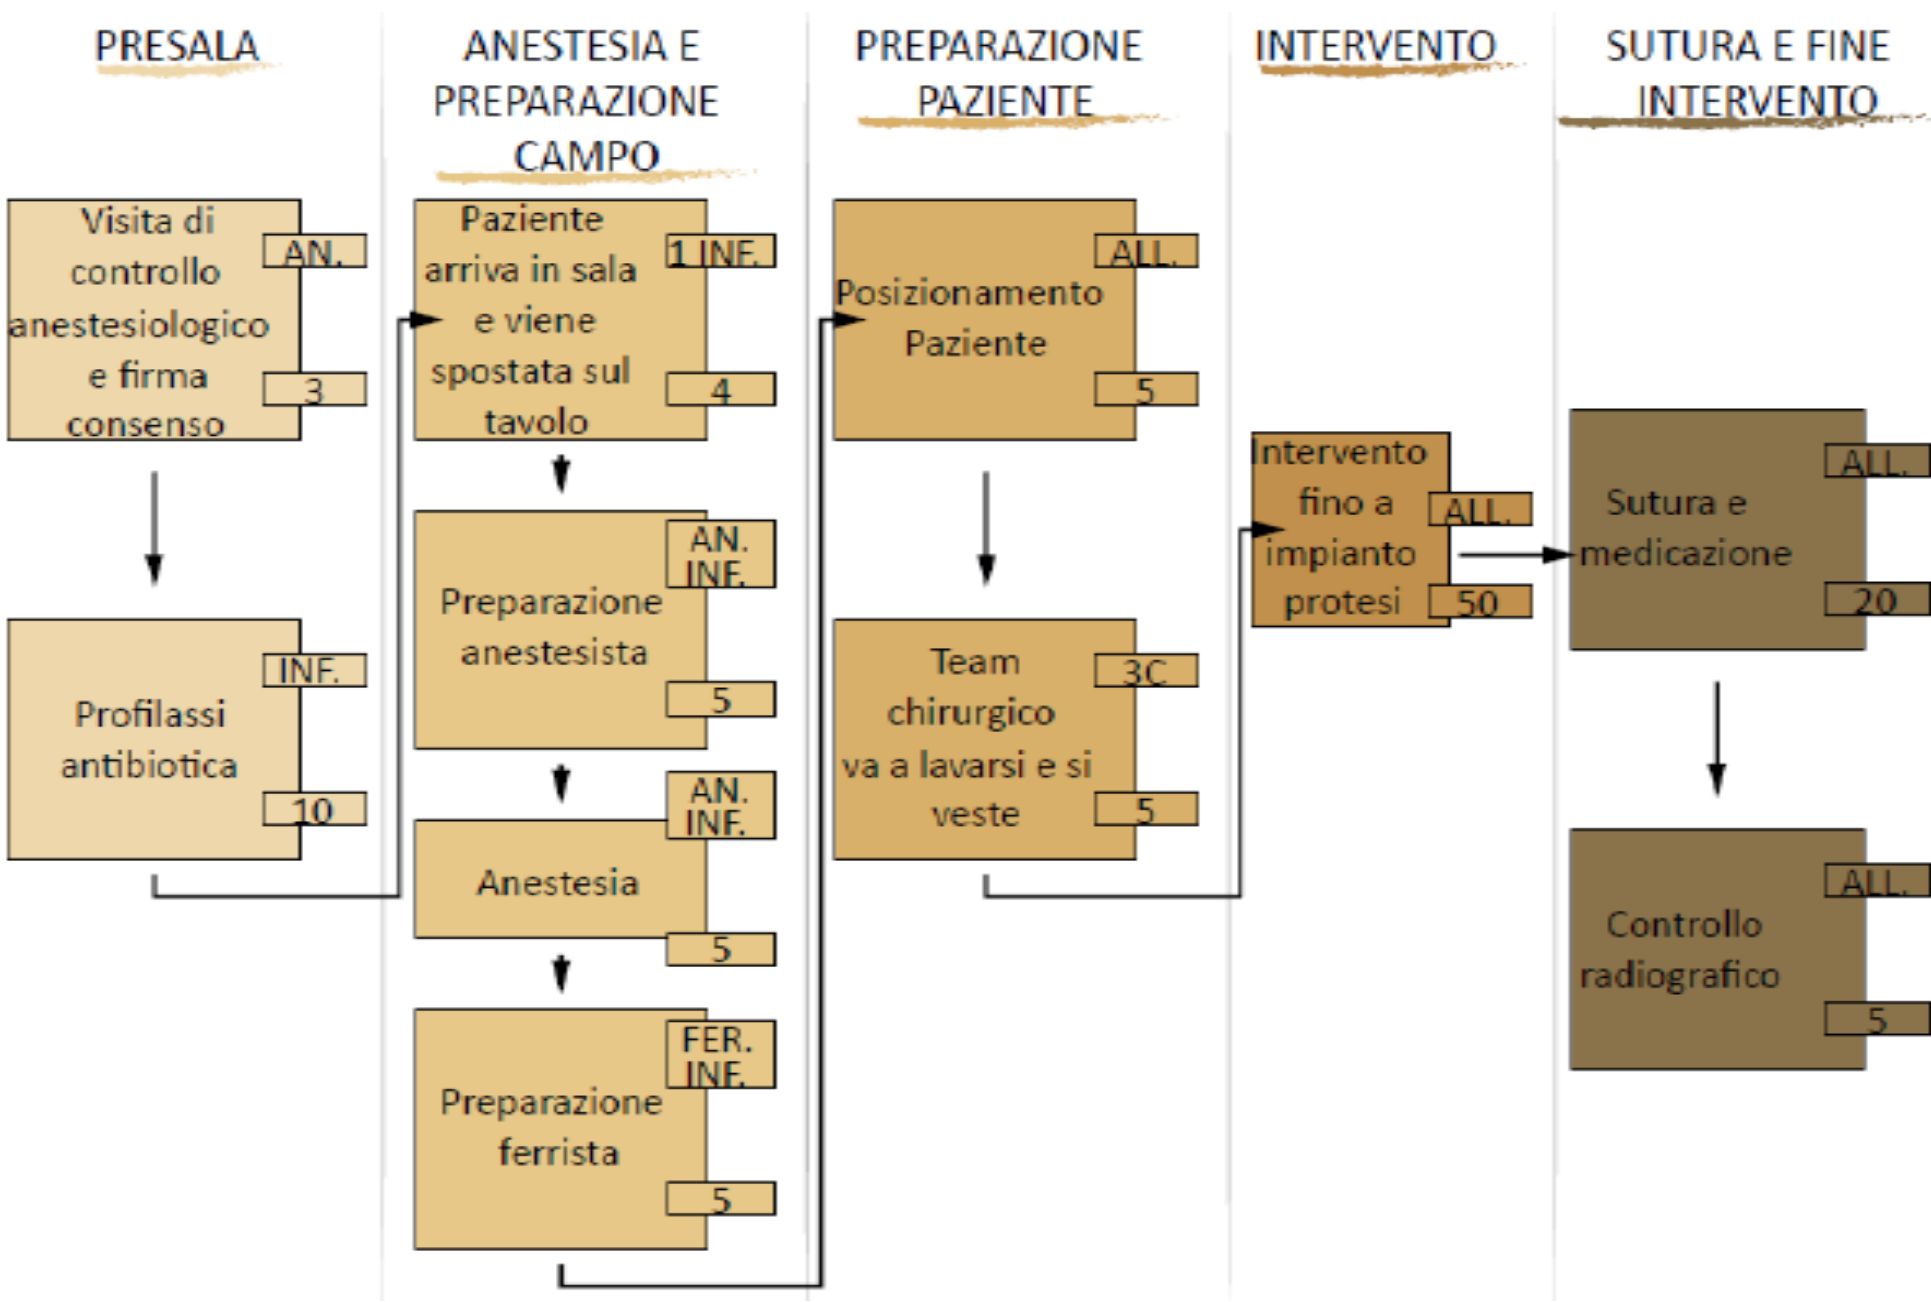 PRESALA
Visita di
controllo
anestesiologico
e firma
consenso
AN.
3
Profilassi
antibiotica
INF.
10
ANESTESIA E
PREPARAZIONE
CAMPO
Paziente
arriva in sala
e viene
spostata sul
tavolo
1 INF.
4
Preparazione
anestesista
AN.
INF.
5
Anestesia
AN.
INF.
5
Preparazione
ferrista
FER.
INF.
5
PREPARAZIONE
PAZIENTE
Posizionamento
Paziente
ALL.
5
Team
chirurgico
va a lavarsi e si
veste
3C
5
INTERVENTO
Intervento
fino a
impianto
protesi
ALL.
50
SUTURA E FINE
INTERVENTO
Sutura e
medicazione
ALL.
20
Controllo
radiografico
ALL.
5